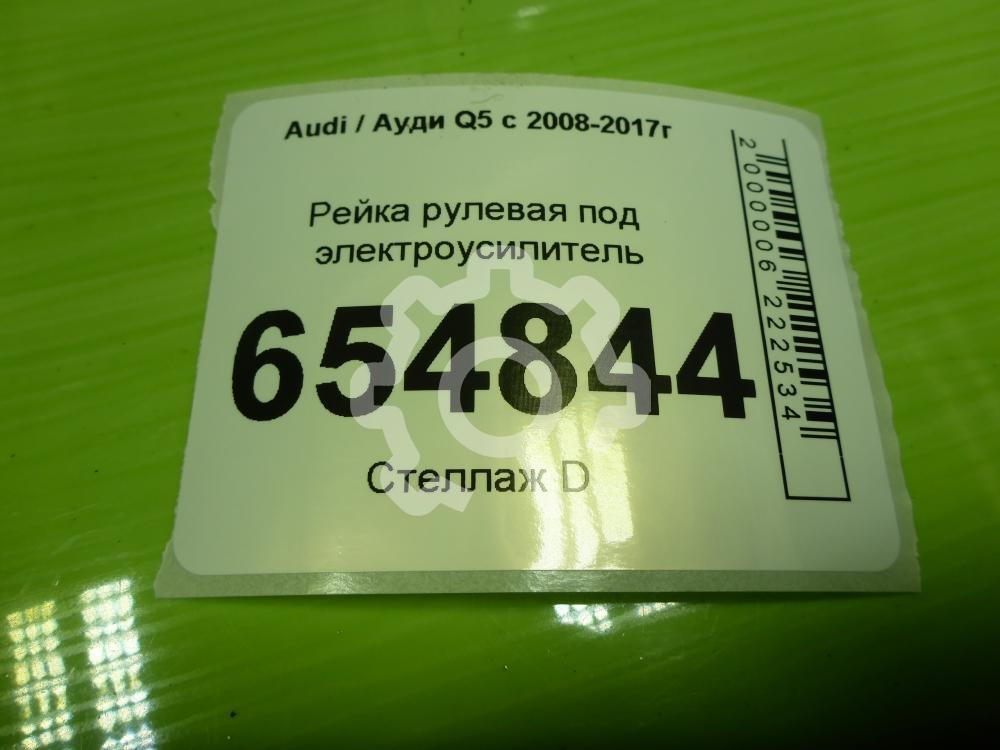 Audi / Ауди Q5 с 2008-2017г
Рейка рулевая под
электроусилитель
654844
Стеллаж D
2000006222534